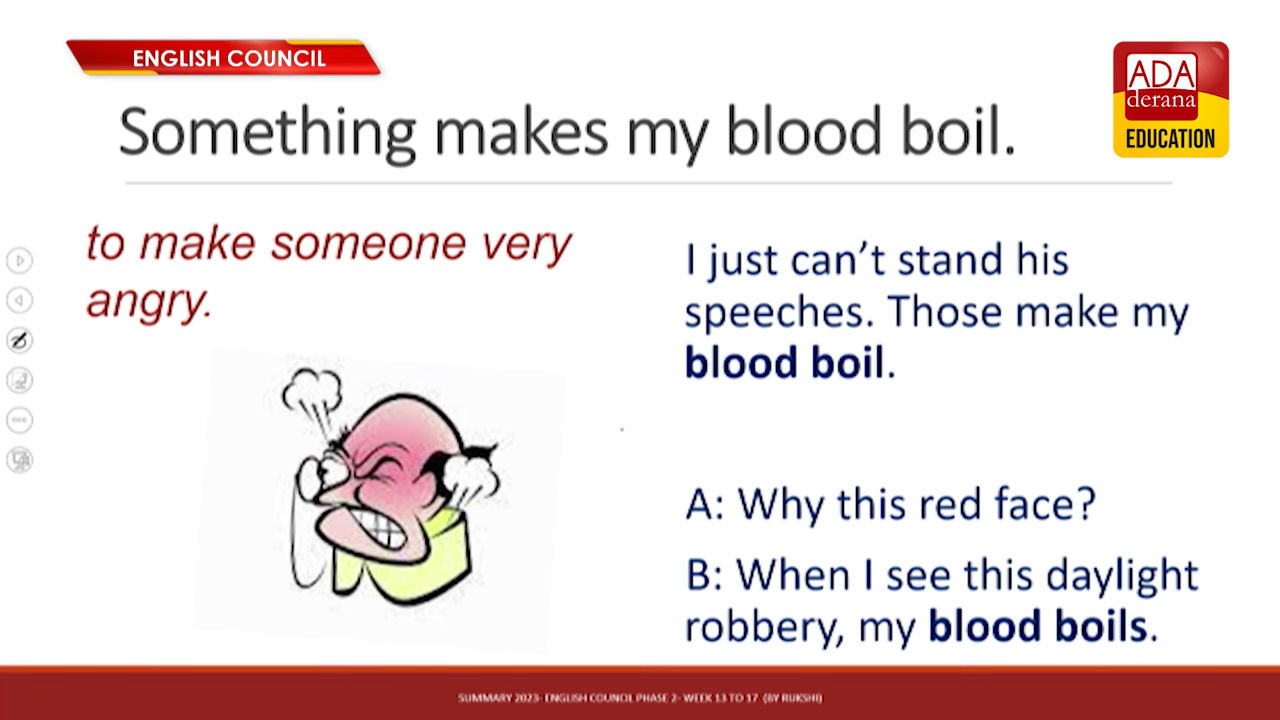 ENGLISH COUNCIL
ADA
derana
EDUCATION
Something makes my blood boil.
to make someone very
angry.
I just can’t stand his
speeches. Those make my
blood boil.
A: Why this red face?
B: When I see this daylight
robbery, my blood boils.
SUMMARY 2023- ENGLISH COUNCIL PHASE 2- WEEK 13 TO 17 (BY RUKSHI)